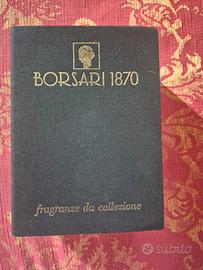 BORSARI 1870
fragranze da collezione
subito